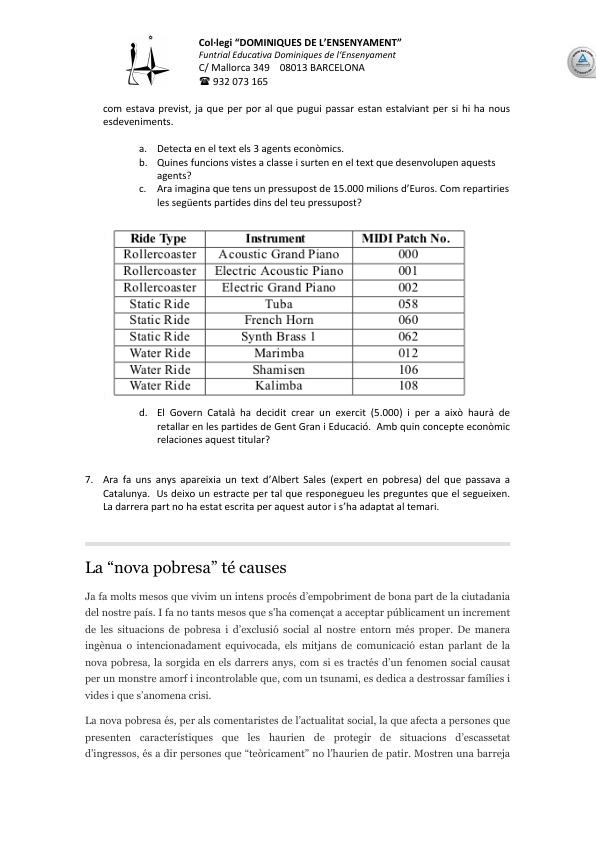 Col·legi “DOMINIQUES DE L’ENSENYAMENT”
Funtrial Educativa Dominiques de l’Ensenyament
C/ Mallorca 349 08013 BARCELONA
☎ 932 073 165
com estava previst, ja que per por al que pugui passar estan estalviant per si hi ha nous
esdeveniments.
a. Detecta en el text els 3 agents econòmics.
b. Quines funcions vistes a classe i surten en el text que desenvolupen aquests
agents?
c. Ara imagina que tens un pressupost de 15.000 milions d’Euros. Com repartiries
les següents partides dins del teu pressupost?
Ride Type Instrument MIDI Patch No.
Rollercoaster Acoustic Grand Piano 000
Rollercoaster Electric Acoustic Piano 001
Rollercoaster Electric Grand Piano 002
Static Ride Tuba 058
Static Ride French Horn 060
Static Ride Synth Brass 1 062
Water Ride Marimba 012
Water Ride Shamisen 106
Water Ride Kalimba 108
d. El Govern Català ha decidit crear un exercit (5.000) i per a això haurà de
retallar en les partides de Gent Gran i Educació. Amb quin concepte econòmic
relaciones aquest titular?
7. Ara fa uns anys apareixia un text d’Albert Sales (expert en pobresa) del que passava a
Catalunya. Us deixo un estracte per tal que responegueu les preguntes que el segueixen.
La darrera part no ha estat escrita per aquest autor i s’ha adaptat al temari.
La “nova pobresa” té causes
Ja fa molts mesos que vivim un intens procés d’empobriment de bona part de la ciutadania
del nostre país. I fa no tants mesos que s’ha començat a acceptar públicament un increment
de les situacions de pobresa i d’exclusió social al nostre entorn més proper. De manera
ingènua o intencionadament equivocada, els mitjans de comunicació estan parlant de la
nova pobresa, la sorgida en els darrers anys, com si es tractés d’un fenomen social causat
per un monstre amorf i incontrolable que, com un tsunami, es dedica a destrossar famílies i
vides i que s’anomena crisi.
La nova pobresa és, per als comentaristes de l’actualitat social, la que afecta a persones que
presenten característiques que les haurien de protegir de situacions d’escassetat
d’ingressos, és a dir persones que “teòricament” no l’haurien de patir. Mostren una barreja